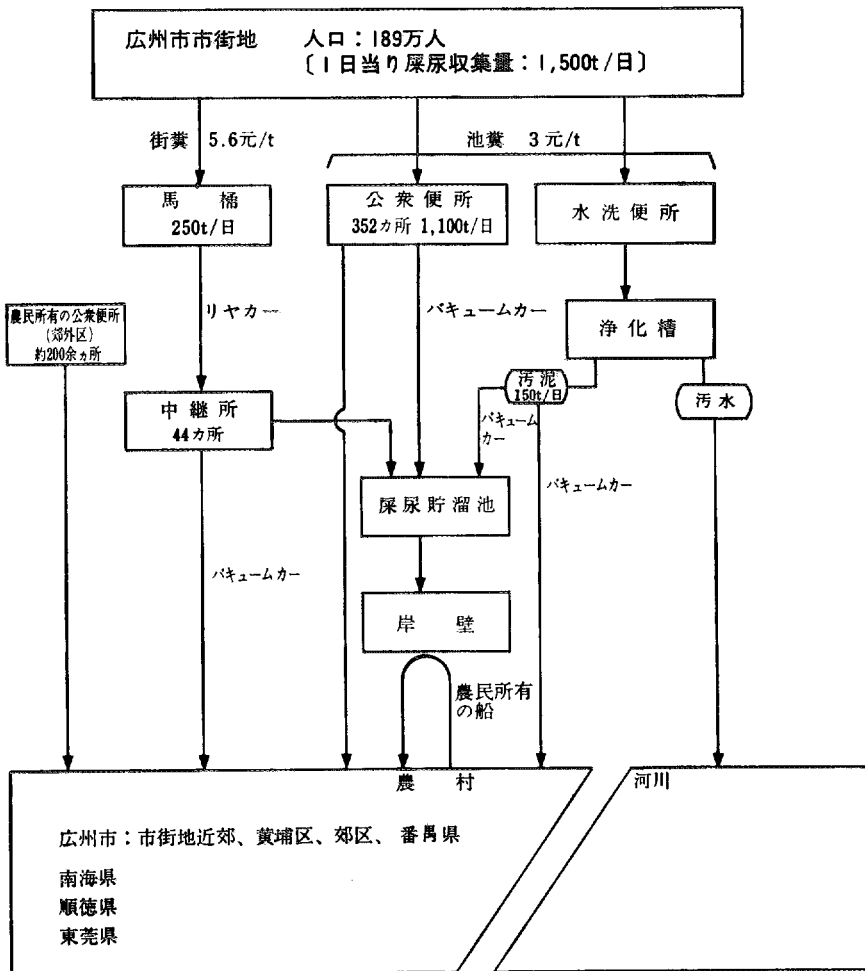 広州市市街地　人口：189万人
〔1日当り屎尿収集量：1,500t/日〕
街糞　5.6元/t
池糞　3元/t
馬　桶
250t/日
公衆便所
352カ所 1,100t/日
水洗便所
農民所有の公衆便所
(郊外区)
約200余ヵ所
リヤカー
バキュームカー
浄化槽
中継所
44カ所
汚泥
150t/日
汚水
バキューム
カー
バキュームカー
屎尿貯溜池
バキュームカー
岸　壁
農民所有
の船
農　村
河川
広州市：市街地近郊、黄埔区、郊区、番禺県
南海県
順徳県
東莞県